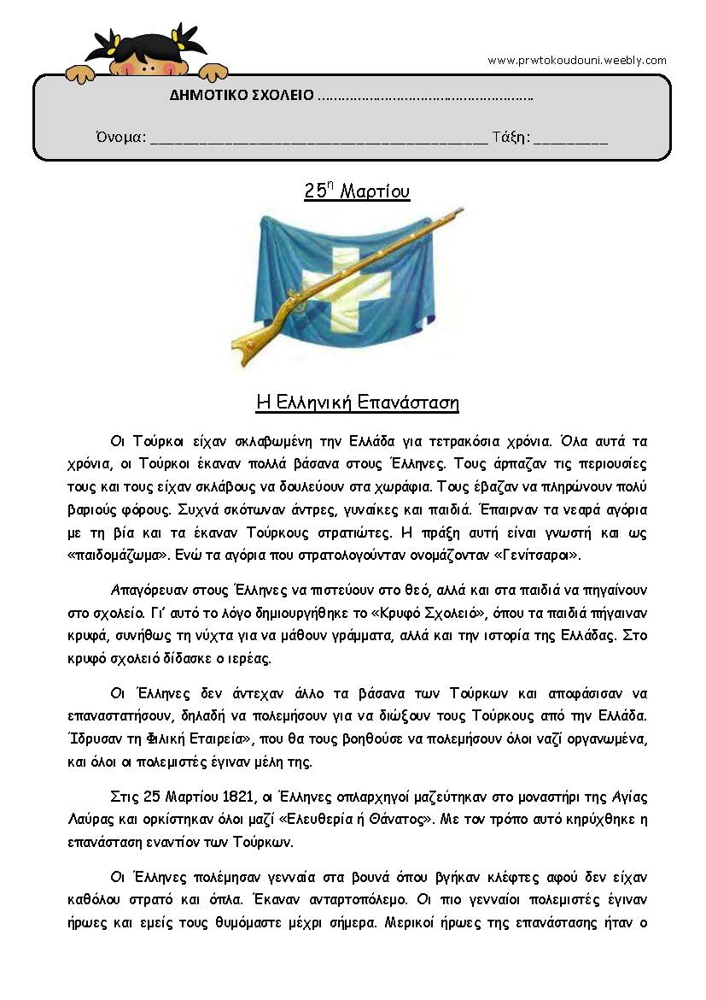 www.prwtokoudouni.weebly.com
ΔΗΜΟΤΙΚΟ ΣΧΟΛΕΙΟ ……………………………………………….
Όνομα: ________________________________________ Τάξη: _________
25η Μαρτίου
Η Ελληνική Επανάσταση
Οι Τούρκοι είχαν σκλαβωμένη την Ελλάδα για τετρακόσια χρόνια. Όλα αυτά τα
χρόνια, οι Τούρκοι έκαναν πολλά βάσανα στους Έλληνες. Τους άρπαζαν τις περιουσίες
τους και τους είχαν σκλάβους να δουλεύουν στα χωράφια. Τους έβαζαν να πληρώνουν πολύ
βαριούς φόρους. Συχνά σκότωναν άντρες, γυναίκες και παιδιά. Έπαιρναν τα νεαρά αγόρια
με τη βία και τα έκαναν Τούρκους στρατιώτες. Η πράξη αυτή είναι γνωστή και ως
«παιδομάζωμα». Ενώ τα αγόρια που στρατολογούνταν ονομάζονταν «Γενίτσαροι».
Απαγόρευαν στους Έλληνες να πιστεύουν στο θεό, αλλά και στα παιδιά να πηγαίνουν
στο σχολείο. Γι’ αυτό το λόγο δημιουργήθηκε το «Κρυφό Σχολειό», όπου τα παιδιά πήγαιναν
κρυφά, συνήθως τη νύχτα για να μάθουν γράμματα, αλλά και την ιστορία της Ελλάδας. Στο
κρυφό σχολειό δίδασκε ο ιερέας.
Οι Έλληνες δεν άντεχαν άλλο τα βάσανα των Τούρκων και αποφάσισαν να
επαναστατήσουν, δηλαδή να πολεμήσουν για να διώξουν τους Τούρκους από την Ελλάδα.
Ίδρυσαν τη Φιλική Εταιρεία», που θα τους βοηθούσε να πολεμήσουν όλοι ναζί οργανωμένα,
και όλοι οι πολεμιστές έγιναν μέλη της.
Στις 25 Μαρτίου 1821, οι Έλληνες οπλαρχηγοί μαζεύτηκαν στο μοναστήρι της Αγίας
Λαύρας και ορκίστηκαν όλοι μαζί «Ελευθερία ή Θάνατος». Με τον τρόπο αυτό κηρύχθηκε η
επανάσταση εναντίον των Τούρκων.
Οι Έλληνες πολέμησαν γενναία στα βουνά όπου βγήκαν κλέφτες αφού δεν είχαν
καθόλου στρατό και όπλα. Έκαναν ανταρτοπόλεμο. Οι πιο γενναίοι πολεμιστές έγιναν
ήρωες και εμείς τους θυμόμαστε μέχρι σήμερα. Μερικοί ήρωες της επανάστασης ήταν ο